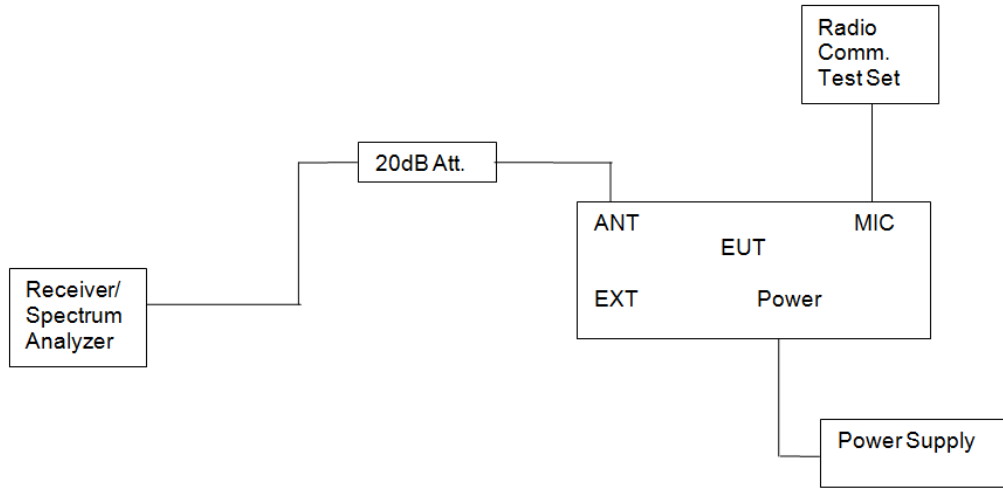 Radio
Comm.
Test Set
20dB Att.
ANT
MIC
EUT
EXT
Power
Receiver/
Spectrum
Analyzer
Power Supply